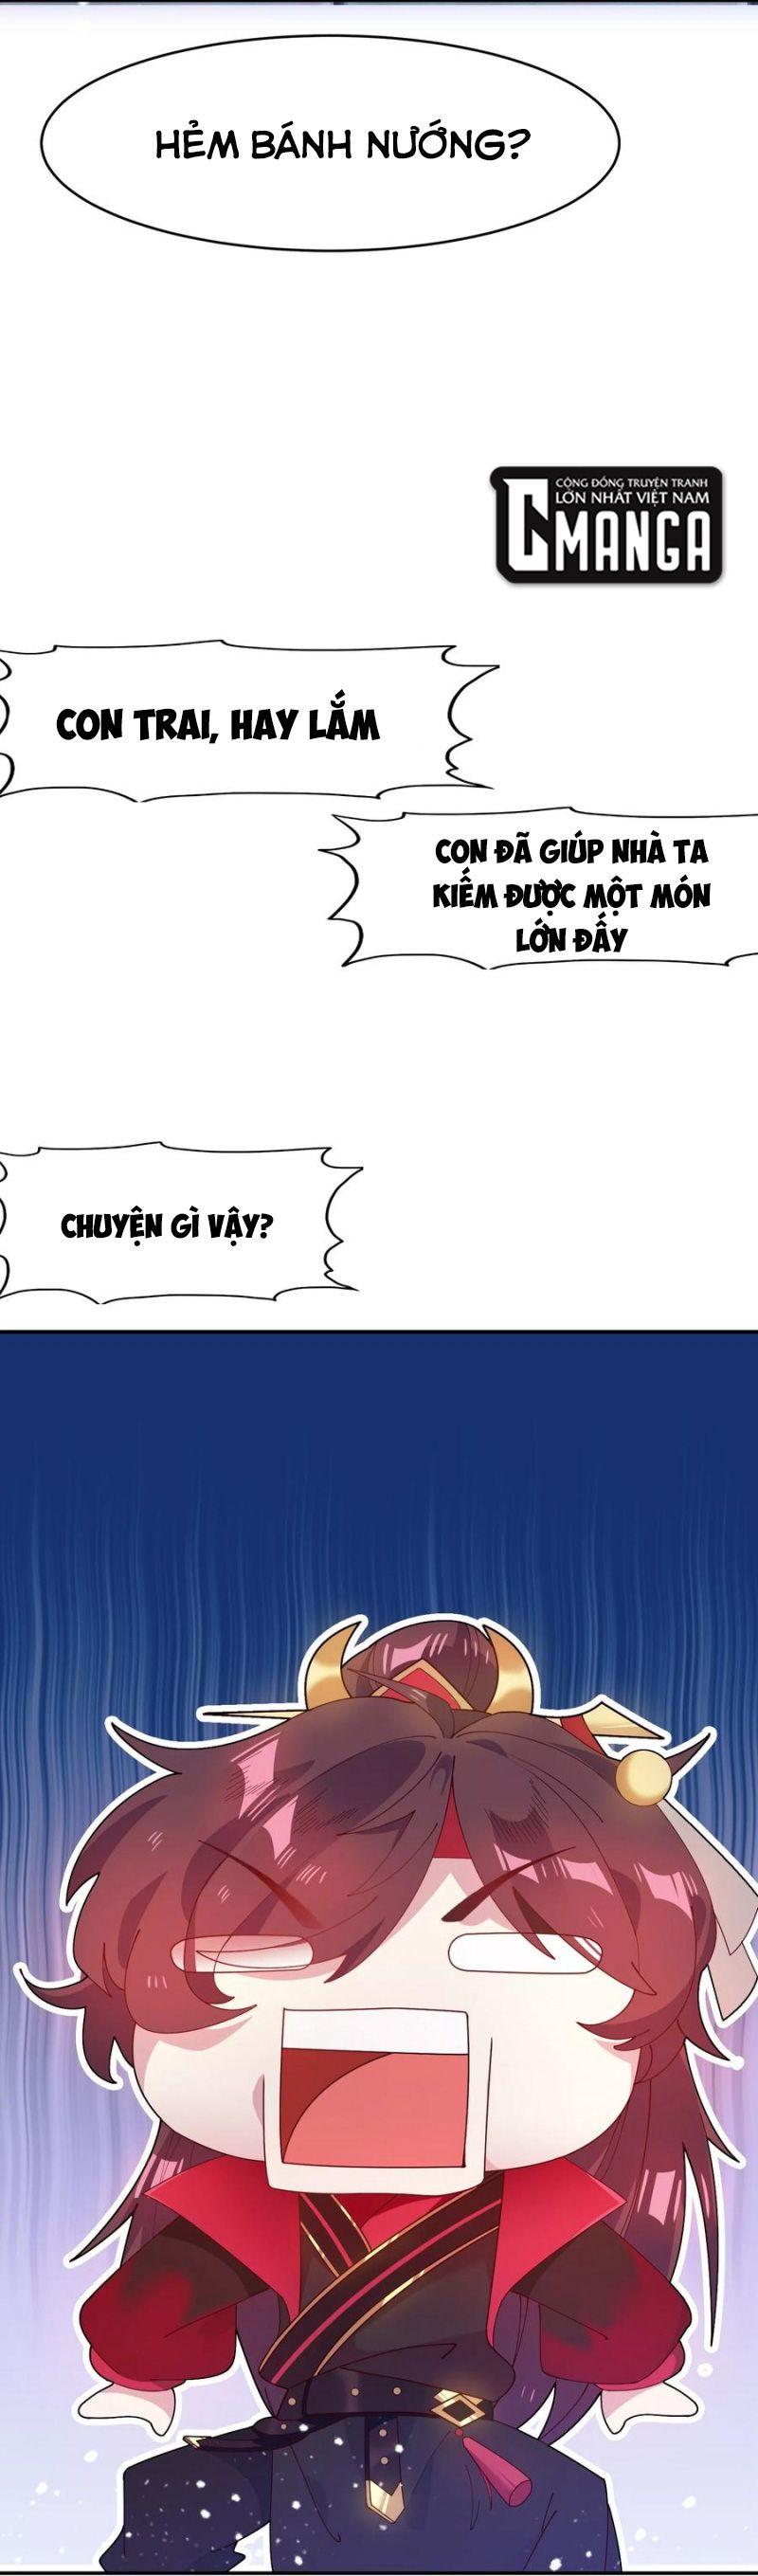 HẺM BÁNH NƯỚNG?
CỘNG ĐỒNG TRUYỆN TRANH
LỚN NHẤT VIỆT NAM
CMANGA
CON TRAI, HAY LẮM
CON ĐÃ GIÚP NHÀ TA
KIẾM ĐƯỢC MỘT MÓN
LỚN ĐẤY
CHUYỆN GÌ VẬY?